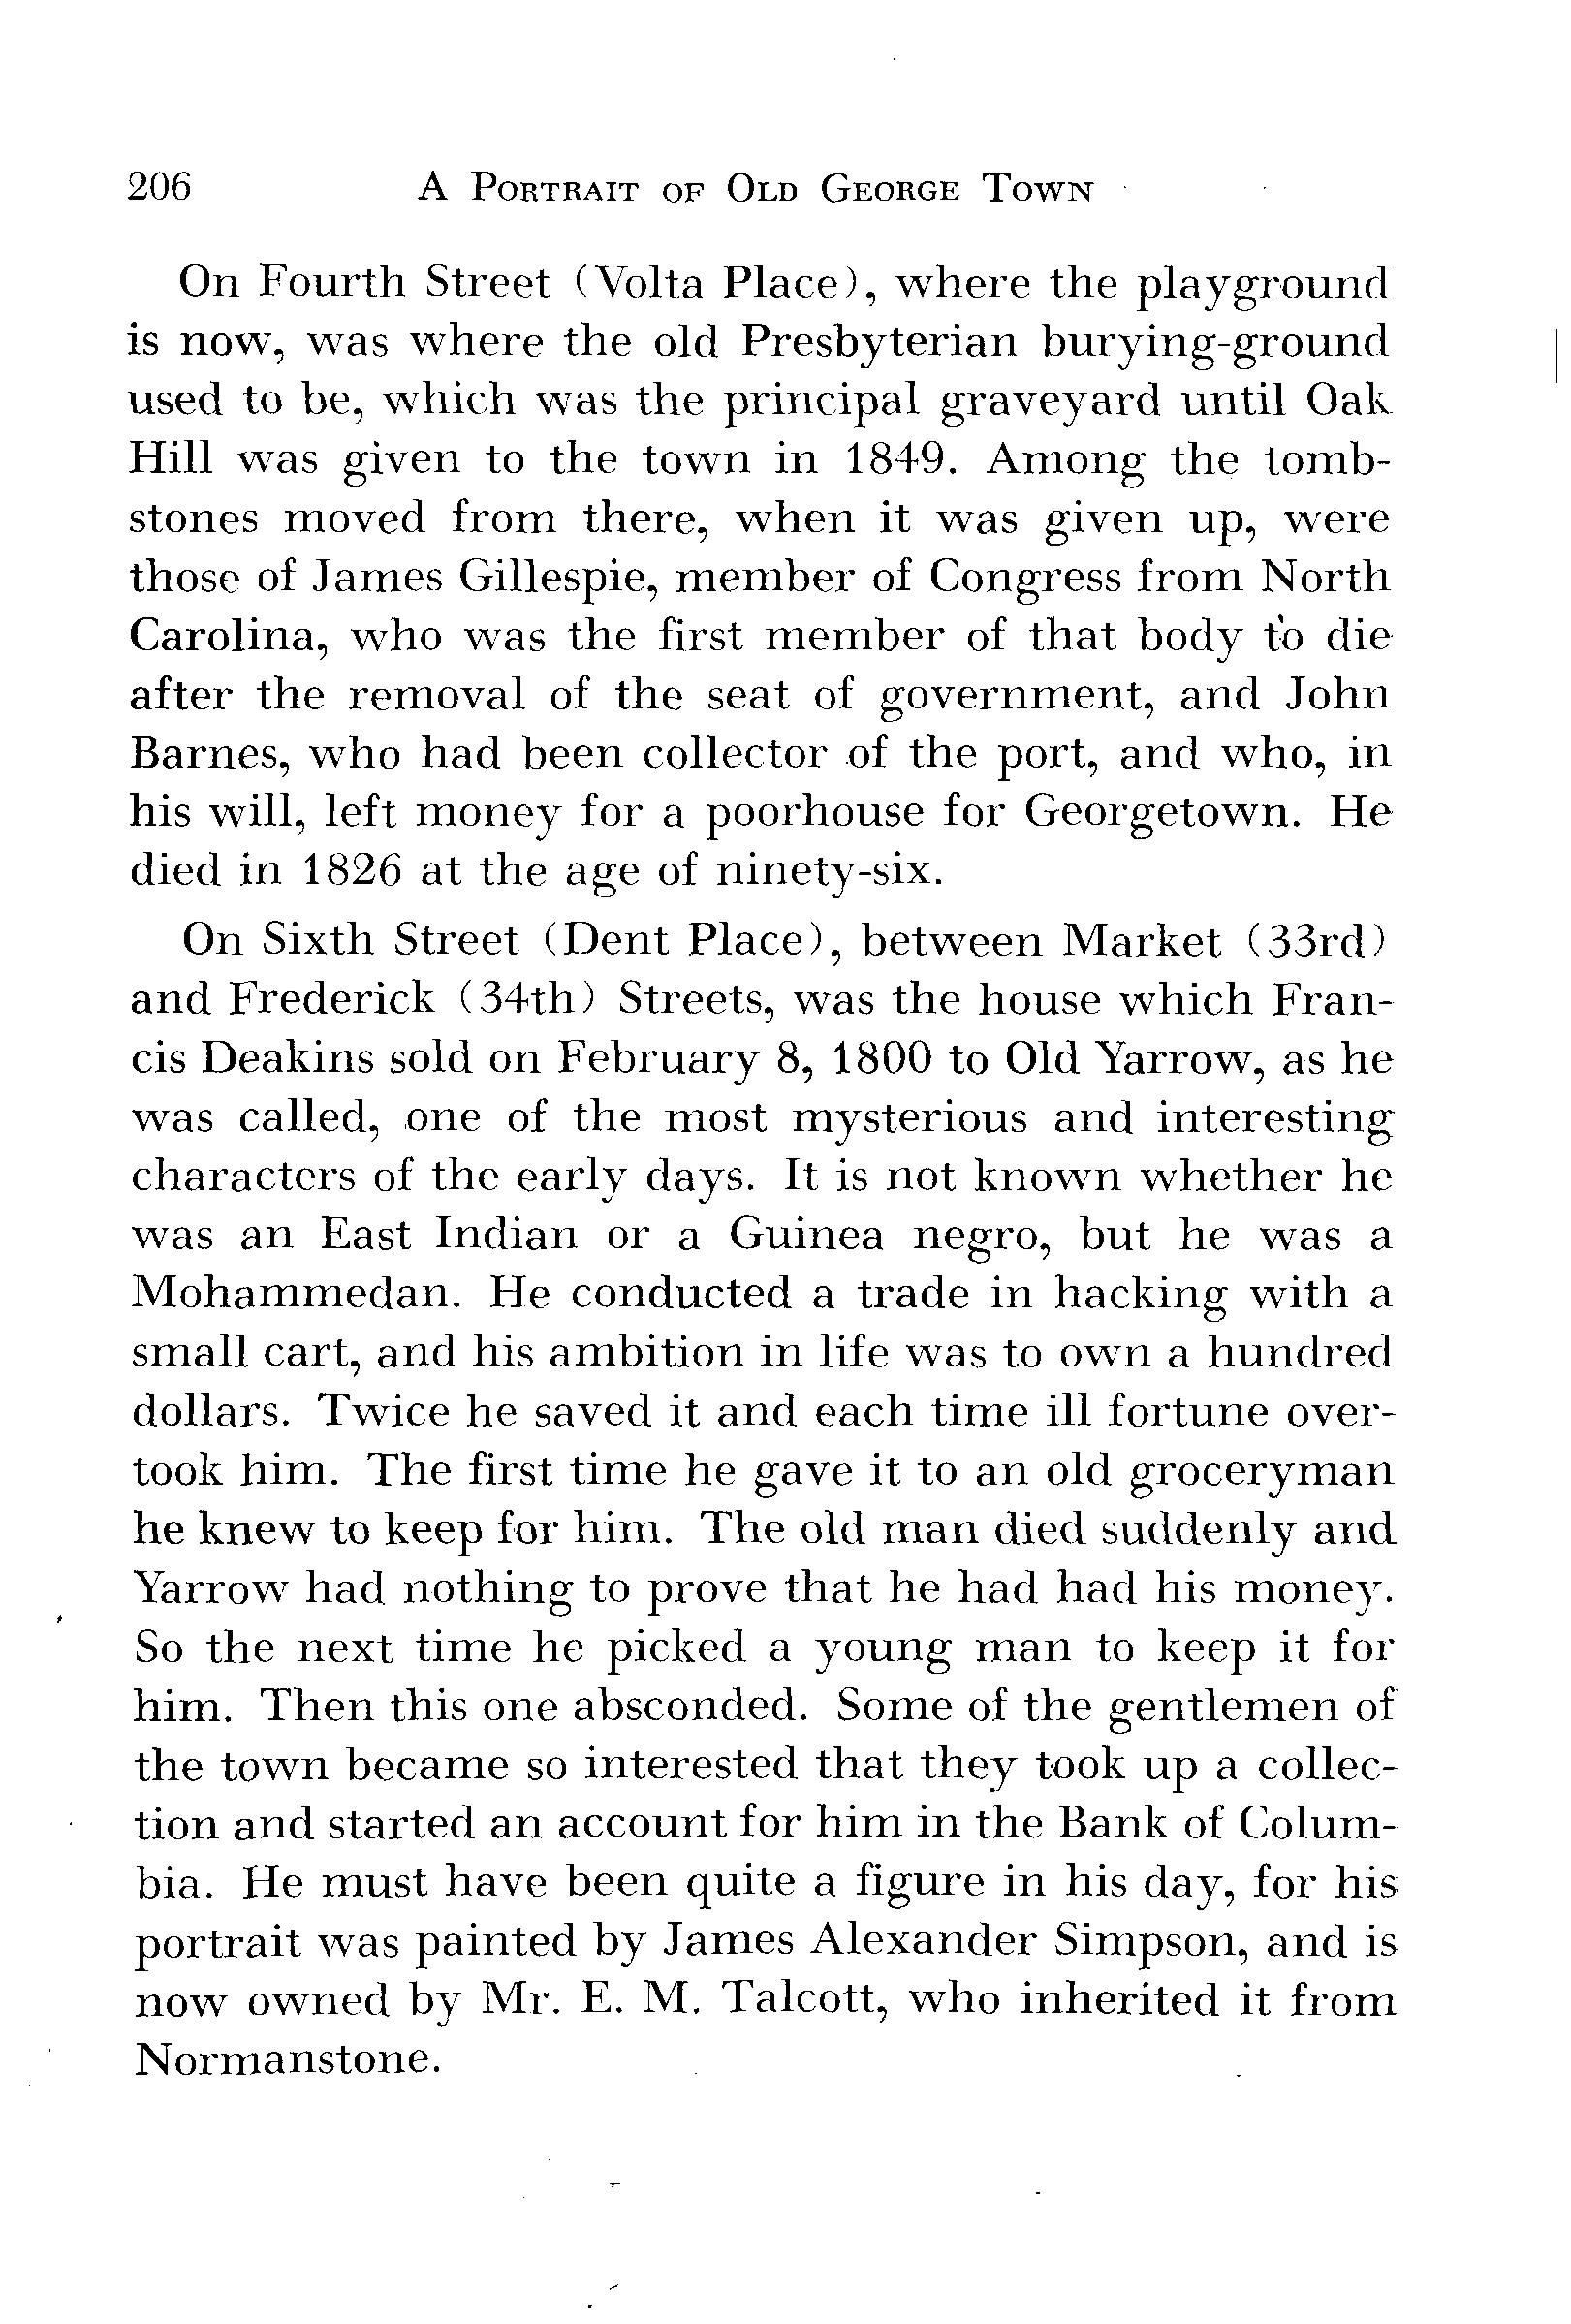 206 A Portrait of Old George Town
On Fourth Street (Volta Place), where the playground
is now, was where the old Presbyterian burying-ground
used to be, which was the principal graveyard until Oak
Hill was given to the town in 1849. Among the tomb-
stones moved from there, when it was given up, were
those of James Gillespie, member of Congress from North
Carolina, who was the first member of that body to die
after the removal of the seat of government, and John
Barnes, who had been collector of the port, and who, in
his will, left money for a poorhouse for Georgetown. He
died in 1826 at the age of ninety-six.
On Sixth Street (Dent Place), between Market (33rd)
and Frederick (34th) Streets, was the house which Fran-
cis Deakins sold on February 8, 1800 to Old Yarrow, as he
was called, one of the most mysterious and interesting
characters of the early days. It is not known whether he
was an East Indian or a Guinea negro, but he was a
Mohammedan. He conducted a trade in hacking with a
small cart, and his ambition in life was to own a hundred
dollars. Twice he saved it and each time ill fortune over-
took him. The first time he gave it to an old groceryman
he knew to keep for him. The old man died suddenly and
Yarrow had nothing to prove that he had had his money.
So the next time he picked a young man to keep it for
him. Then this one absconded. Some of the gentlemen of
the town became so interested that they took up a collec-
tion and started an account for him in the Bank of Colum-
bia. He must have been quite a figure in his day, for his
portrait was painted by James Alexander Simpson, and is
now owned by Mr. E. M. Talcott, who inherited it from
Normanstone.